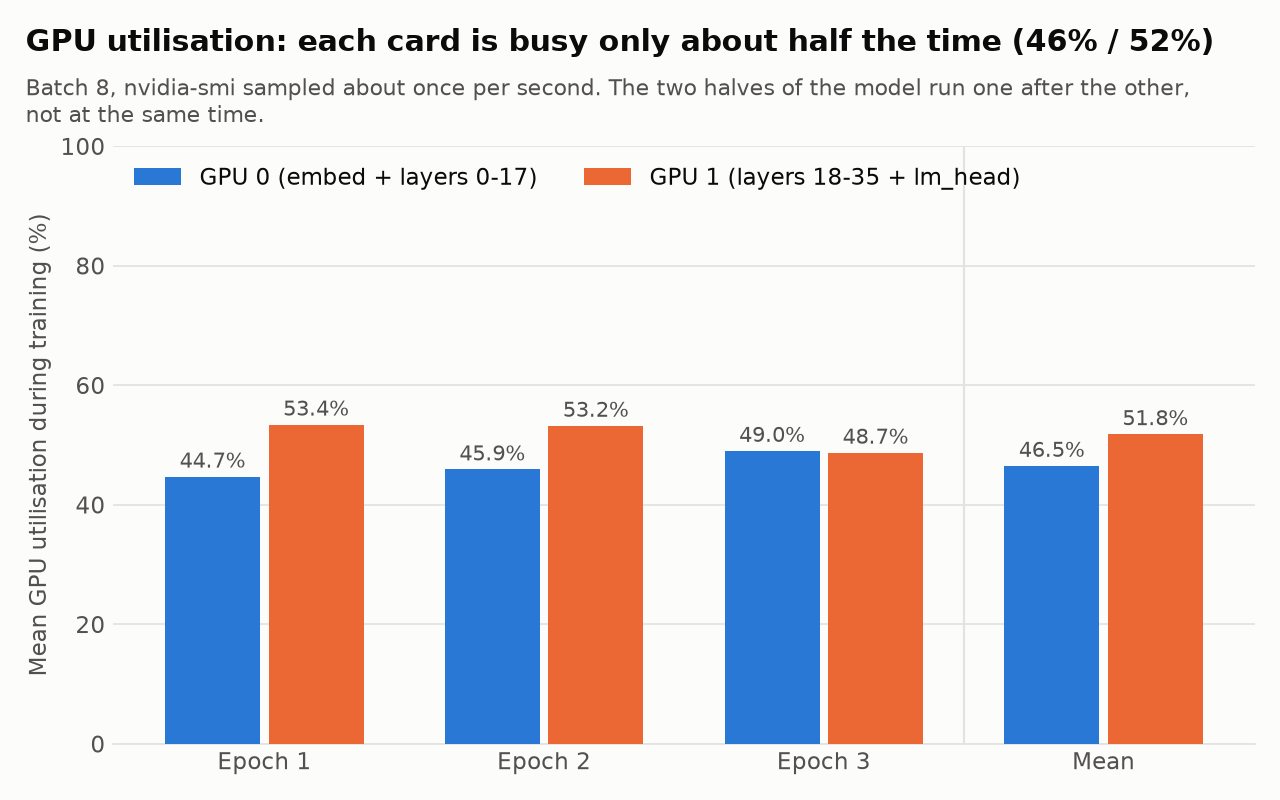 GPU utilisation: each card is busy only about half the time (46% / 52%)
Batch 8, nvidia-smi sampled about once per second. The two halves of the model run one after the other,
not at the same time.
Mean GPU utilisation during training (%)
100
80
60
40
20
0
GPU 0 (embed + layers 0-17)
GPU 1 (layers 18-35 + lm_head)
44.7%
53.4%
45.9%
53.2%
49.0%
48.7%
46.5%
51.8%
Epoch 1
Epoch 2
Epoch 3
Mean